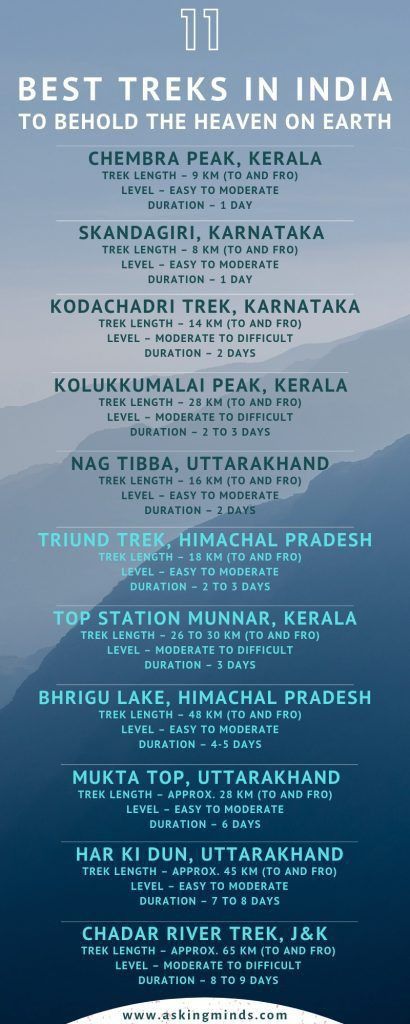 11
BEST TREKS IN INDIA
TO BEHOLD THE HEAVEN ON EARTH
CHEMBRA PEAK, KERALA
TREK LENGTH – 9 KM (TO AND FRO)
LEVEL – EASY TO MODERATE
DURATION – 1 DAY
SKANDAGIRI, KARNATAKA
TREK LENGTH – 8 KM (TO AND FRO)
LEVEL – EASY TO MODERATE
DURATION – 1 DAY
KODACHADRI TREK, KARNATAKA
TREK LENGTH – 14 KM (TO AND FRO)
LEVEL – MODERATE TO DIFFICULT
DURATION – 2 DAYS
KOLUKKUMALAI PEAK, KERALA
TREK LENGTH – 28 KM (TO AND FRO)
LEVEL – MODERATE TO DIFFICULT
DURATION – 2 TO 3 DAYS
NAG TIBBA, UTTARAKHAND
TREK LENGTH – 16 KM (TO AND FRO)
LEVEL – EASY TO MODERATE
DURATION – 2 DAYS
TRIUND TREK, HIMACHAL PRADESH
TREK LENGTH – 18 KM (TO AND FRO)
LEVEL – EASY TO MODERATE
DURATION – 2 TO 3 DAYS
TOP STATION MUNNAR, KERALA
TREK LENGTH – 26 TO 30 KM (TO AND FRO)
LEVEL – MODERATE TO DIFFICULT
DURATION – 3 DAYS
BHRIGU LAKE, HIMACHAL PRADESH
TREK LENGTH – 48 KM (TO AND FRO)
LEVEL – EASY TO MODERATE
DURATION – 4-5 DAYS
MUKTA TOP, UTTARAKHAND
TREK LENGTH – APPROX. 28 KM (TO AND FRO)
LEVEL – EASY TO MODERATE
DURATION – 6 DAYS
HAR KI DUN, UTTARAKHAND
TREK LENGTH – APPROX. 45 KM (TO AND FRO)
LEVEL – EASY TO MODERATE
DURATION – 7 TO 8 DAYS
CHADAR RIVER TREK, J&K
TREK LENGTH – APPROX. 65 KM (TO AND FRO)
LEVEL – MODERATE TO DIFFICULT
DURATION – 8 TO 9 DAYS
www.askingminds.com